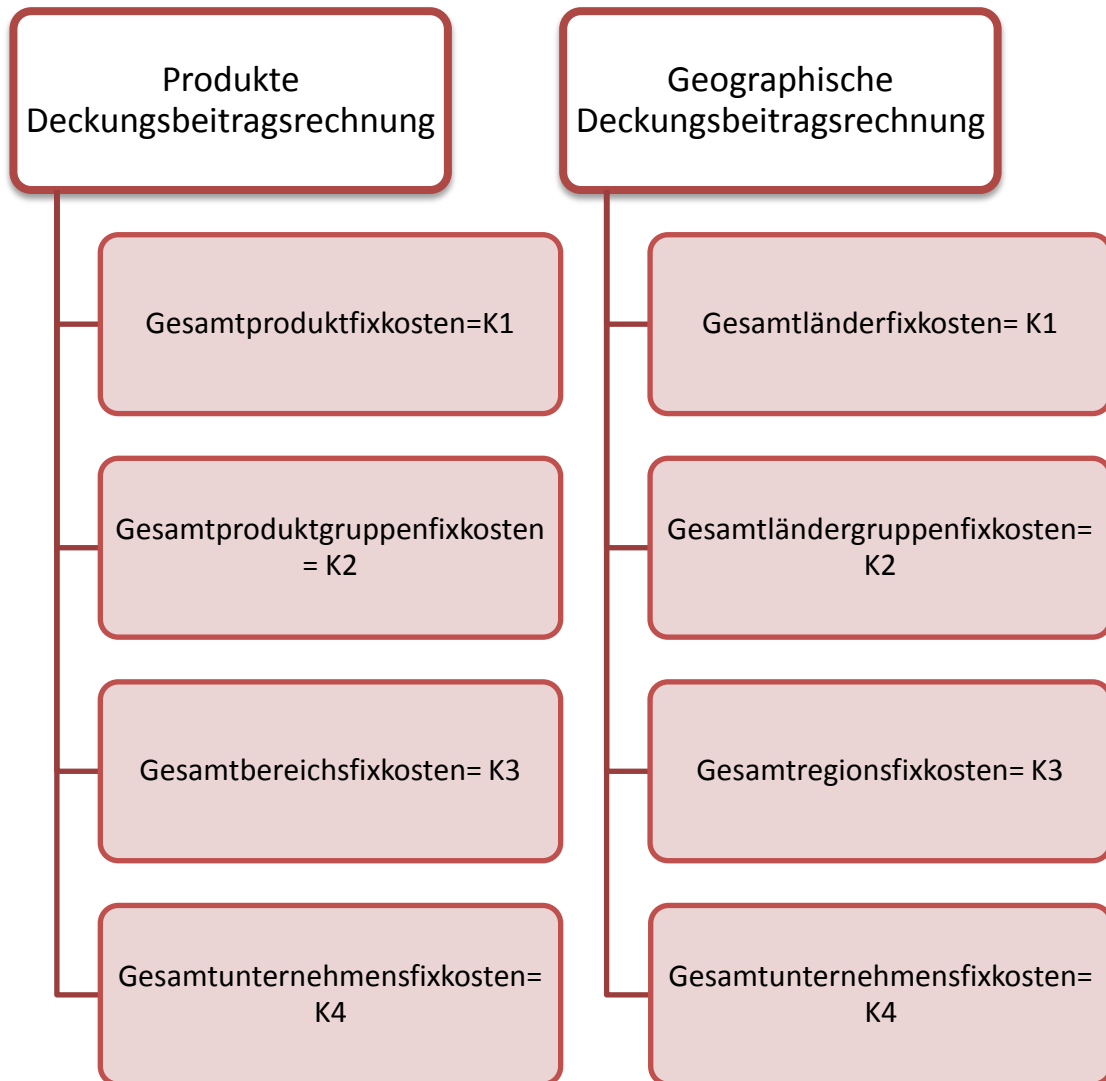 Produkte
Deckungsbeitragsrechnung
Gesamtproduktfixkosten=K1
Gesamtproduktgruppenfixkosten
= K2
Gesamtbereichsfixkosten= K3
Gesamtunternehmensfixkosten=
K4
Geographische
Deckungsbeitragsrechnung
Gesamtländerfixkosten= K1
Gesamtländergruppenfixkosten=
K2
Gesamtregionsfixkosten= K3
Gesamtunternehmensfixkosten=
K4